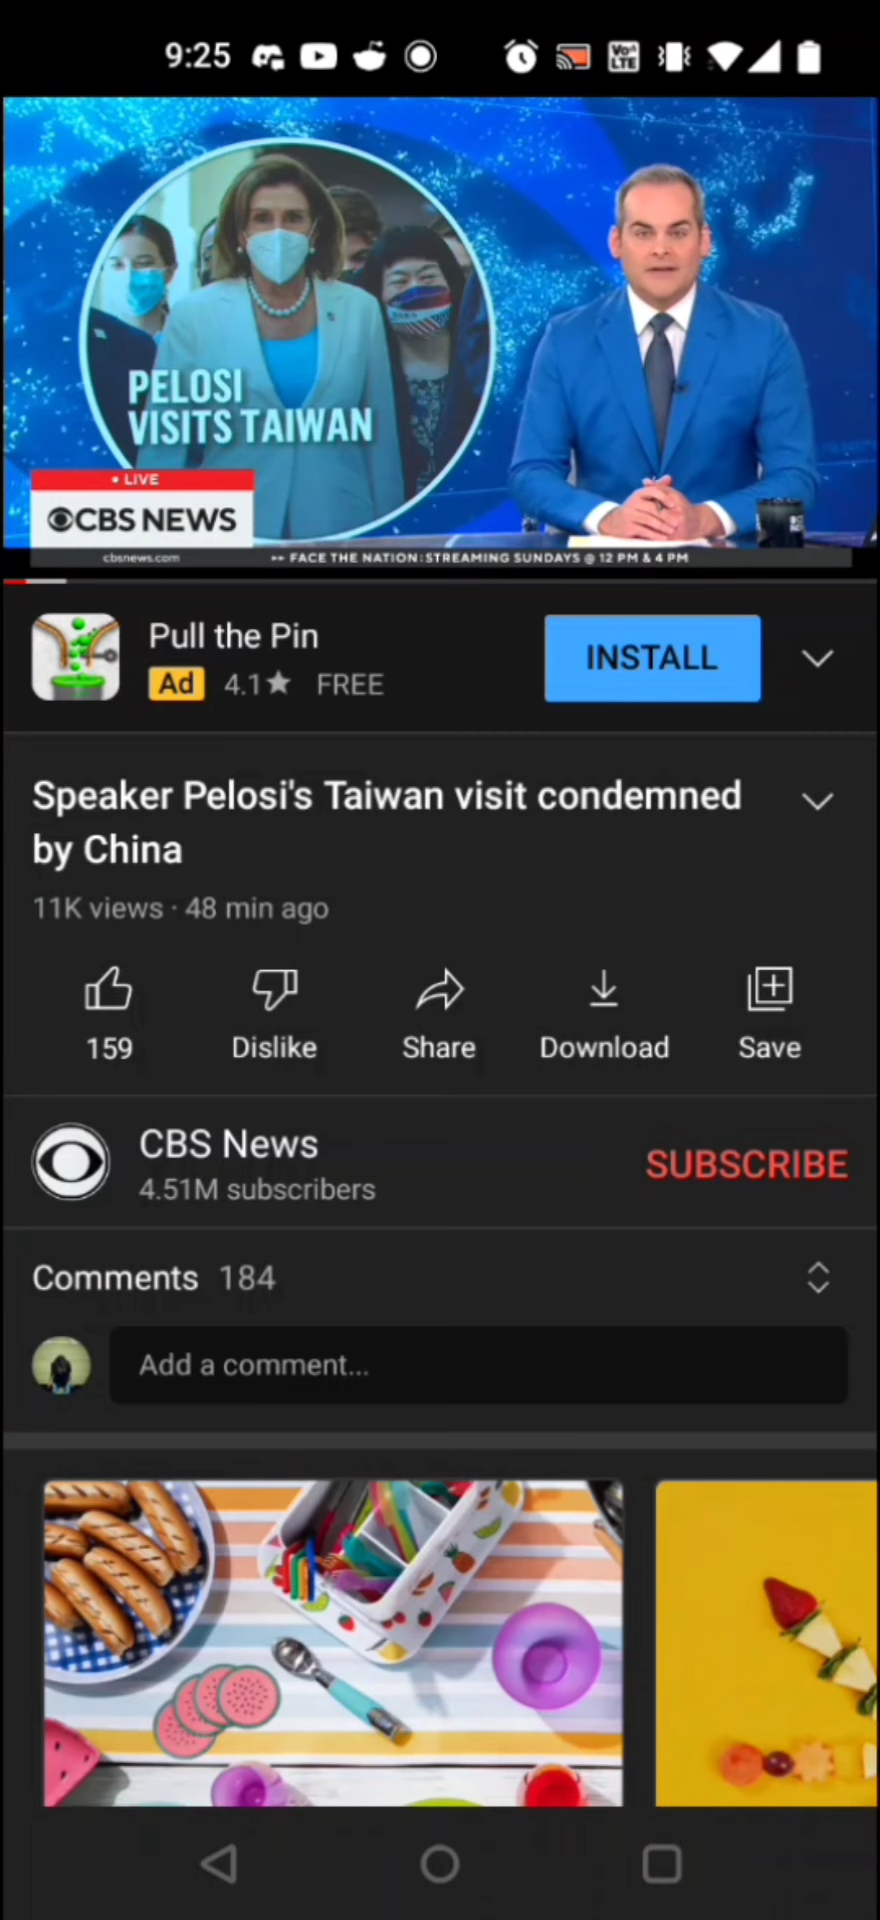 9:25
Vo LTE
PELOSI
VISITS TAIWAN
• LIVE
CBS NEWS
cbsnews.com
FACE THE NATION: STREAMING SUNDAYS @ 12 PM & 4 PM
Pull the Pin
INSTALL
Ad 4.1★ FREE
Speaker Pelosi's Taiwan visit condemned
by China
11K views · 48 min ago
159 Dislike Share Download Save
CBS News
SUBSCRIBE
4.51M subscribers
Comments 184
Add a comment...